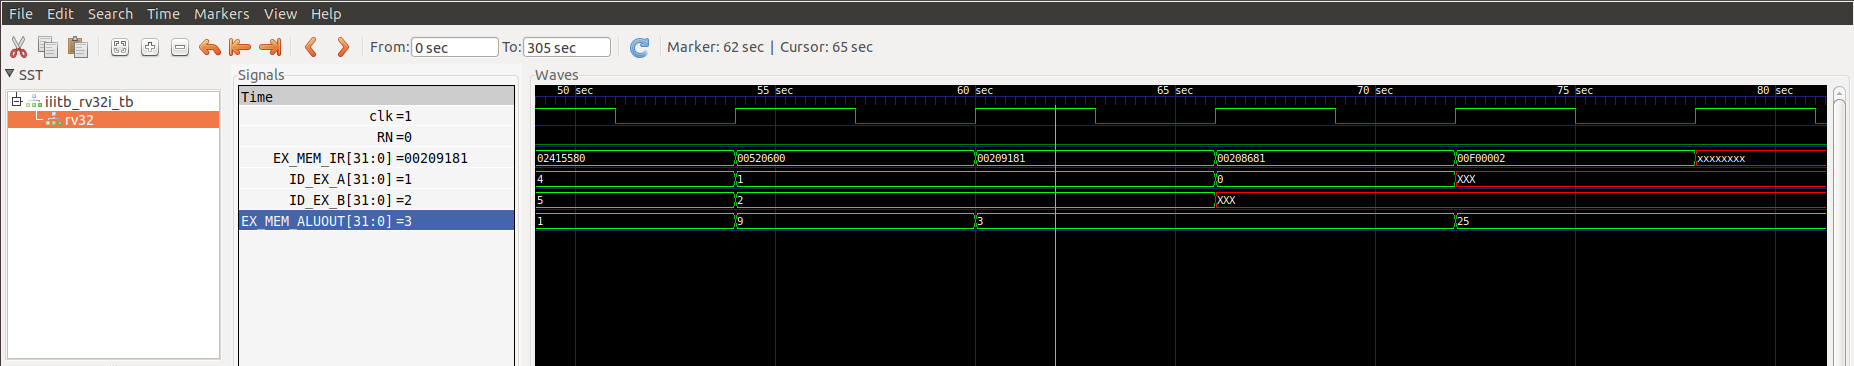 File Edit Search Time Markers View Help
From: 0 sec To: 305 sec Marker: 62 sec | Cursor: 65 sec
SST
iiitb_rv32i_tb
rv32
Signals
Time
clk =1
RN =0
EX_MEM_IR[31:0] =00209181
ID_EX_A[31:0] =1
ID_EX_B[31:0] =2
EX_MEM_ALUOUT[31:0] =3
Waves
50 sec 55 sec 60 sec 65 sec 70 sec 75 sec 80 sec
02415580 00520600 00209181 00208681 00F00002 xxxxxxxx
4 1 0 XXX
5 2 XXX
1 9 3 25